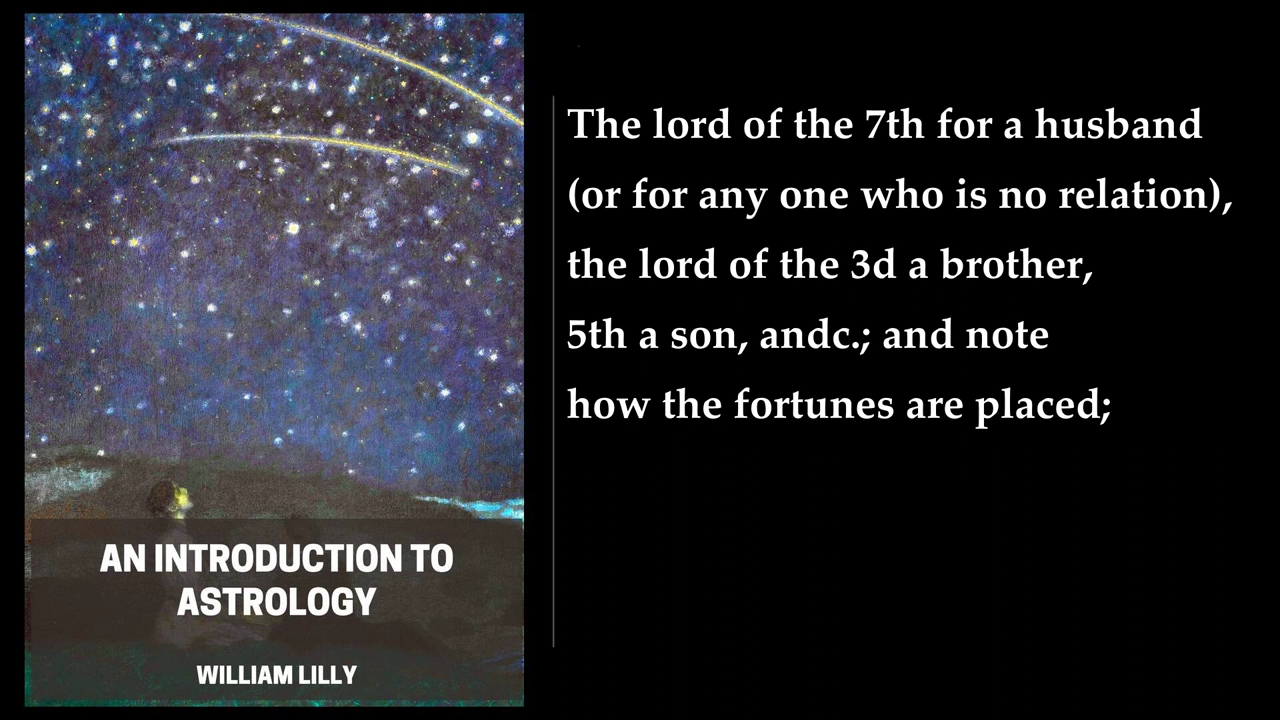 The lord of the 7th for a husband
(or for any one who is no relation),
the lord of the 3d a brother,
5th a son, andc.; and note
how the fortunes are placed;
AN INTRODUCTION TO
ASTROLOGY
WILLIAM LILLY